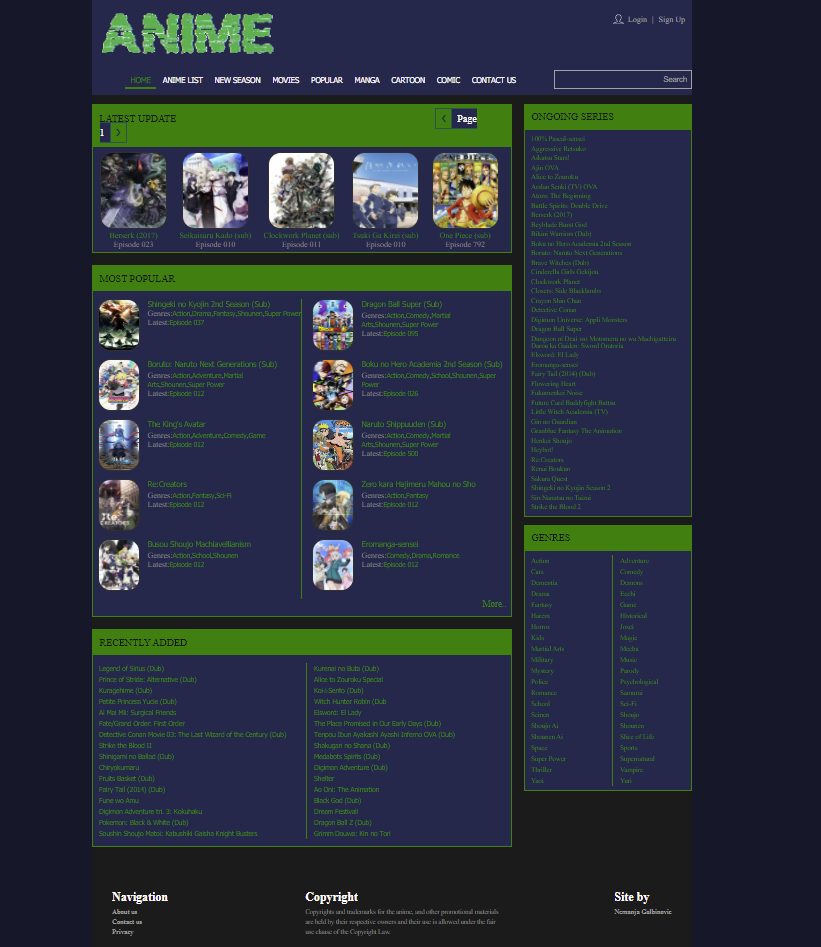 ANIME
Login | Sign Up
HOME ANIME LIST NEW SEASON MOVIES POPULAR MANGA CARTOON COMIC CONTACT US
Search
LATEST UPDATE
Page
1
Berserk (2017)
Episode 023
Seikaisuru Kado (sub)
Episode 010
Clockwork Planet (sub)
Episode 011
Tsuki Ga Kirei (sub)
Episode 010
One Piece (sub)
Episode 792
MOST POPULAR
Shingeki no Kyojin 2nd Season (Sub)
Genres:Action,Drama,Fantasy,Shounen,Super Power
Latest:Episode 037
Dragon Ball Super (Sub)
Genres:Action,Comedy,Martial
Arts,Shounen,Super Power
Latest:Episode 095
Boruto: Naruto Next Generations (Sub)
Genres:Action,Adventure,Martial
Arts,Shounen,Super Power
Latest:Episode 012
Boku no Hero Academia 2nd Season (Sub)
Genres:Action,Comedy,School,Shounen,Super
Power
Latest:Episode 026
The King's Avatar
Genres:Action,Adventure,Comedy,Game
Latest:Episode 012
Naruto Shippuuden (Sub)
Genres:Action,Comedy,Martial
Arts,Shounen,Super Power
Latest:Episode 500
Re:Creators
Genres:Action,Fantasy,Sci-Fi
Latest:Episode 012
Zero kara Hajimeru Mahou no Sho
Genres:Action,Fantasy
Latest:Episode 012
Busou Shoujo Machiavellianism
Genres:Action,School,Shounen
Latest:Episode 012
Eromanga-sensei
Genres:Comedy,Drama,Romance
Latest:Episode 012
More..
RECENTLY ADDED
Legend of Sirius (Dub)
Prince of Stride: Alternative (Dub)
Kuragehime (Dub)
Petite Princess Yucie (Dub)
Ai Mai Mii: Surgical Friends
Fate/Grand Order: First Order
Detective Conan Movie 03: The Last Wizard of the Century (Dub)
Strike the Blood II
Shinigami no Ballad (Dub)
Chiryokumaru
Fruits Basket (Dub)
Fairy Tail (2014) (Dub)
Fune wo Amu
Digimon Adventure tri. 3: Kokuhaku
Pokemon: Black & White (Dub)
Soushin Shoujo Matoi: Kabushiki Gaisha Knight Busters
Kurenai no Buta (Dub)
Alice to Zouroku Special
Koi☆Sento (Dub)
Witch Hunter Robin (Dub
Elsword: El Lady
The Place Promised in Our Early Days (Dub)
Tenpou Ibun Ayakashi Ayashi Inferno OVA (Dub)
Shakugan no Shana (Dub)
Medabots Spirits (Dub)
Digimon Adventure (Dub)
Shelter
Ao Oni: The Animation
Black God (Dub)
Dream Festival!
Dragon Ball Z (Dub)
Grimm Douwa: Kin no Tori
ONGOING SERIES
100% Pascal-sensei
Aggressive Retsuko
Aikatsu Stars!
Ajin OVA
Alice to Zouroku
Arslan Senki (TV) OVA
Atom: The Beginning
Battle Spirits: Double Drive
Berserk (2017)
Beyblade Burst God
Bikini Warriors (Dub)
Boku no Hero Academia 2nd Season
Boruto: Naruto Next Generations
Brave Witches (Dub)
Cinderella Girls Gekijou
Clockwork Planet
Chosen: Side Blacklambs
Crayon Shin Chan
Detective Conan
Digimon Universe: Appli Monsters
Dragon Ball Super
Dungeon ni Deai wo Motomeru no wa Machigatteiru
Darou ka Gaiden: Sword Oratoria
Elsword: El Lady
Eromanga-sensei
Fairy Tail (2014) (Dub)
Flowering Heart
Fukumenkei Noise
Future Card Buddyfight Battsu
Little Witch Academia (TV)
Gin no Guardian
Granblue Fantasy The Animation
Henkei Shoujo
Heybot!
Re:Creators
Renai Boukun
Sakura Quest
Shingeki no Kyojin Season 2
Sin:Nanatsu no Taizai
Strike the Blood 2
GENRES
Action
Cars
Dementia
Drama
Fantasy
Harem
Horror
Kids
Martial Arts
Military
Mystery
Police
Romance
School
Seinen
Shoujo Ai
Shounen Ai
Space
Super Power
Thriller
Yaoi
Adventure
Comedy
Demons
Ecchi
Game
Historical
Josei
Magic
Mecha
Music
Parody
Psychological
Samurai
Sci-Fi
Shoujo
Shounen
Slice of Life
Sports
Supernatural
Vampire
Yuri
Navigation
About us
Contact us
Privacy
Copyright
Copyrights and trademarks for the anime, and other promotional materials
are held by their respective owners and their use is allowed under the fair
use clause of the Copyright Law.
Site by
Nemanja Galbinovic